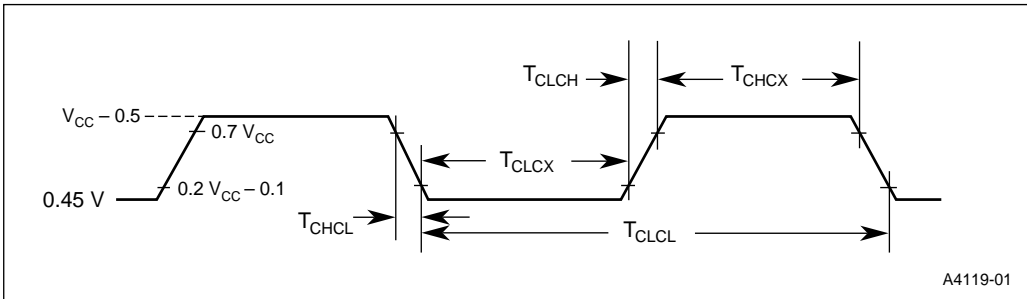 T_CLCH
T_CHCX
V_CC – 0.5
0.7 V_CC
T_CLCX
0.2 V_CC – 0.1
0.45 V
T_CHCL
T_CLCL
A4119-01